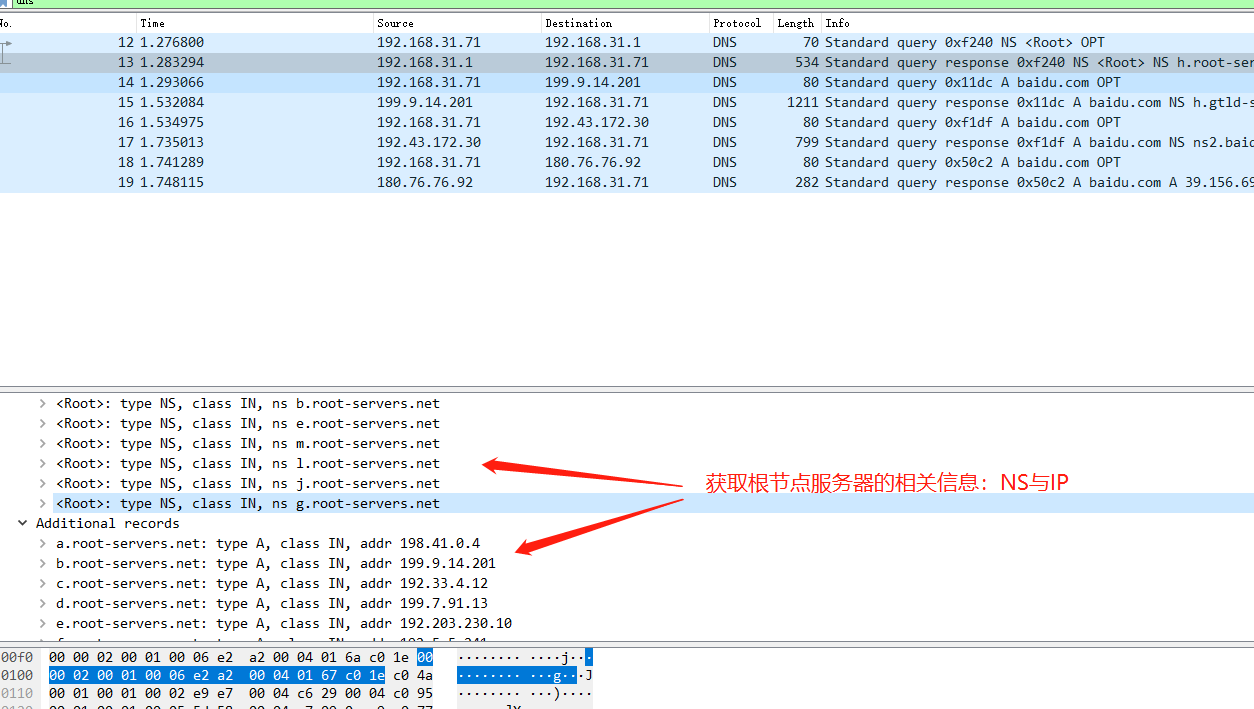 dns
No. Time Source Destination Protocol Length Info
12 1.276800 192.168.31.71 192.168.31.1 DNS 70 Standard query 0xf240 NS <Root> OPT
13 1.283294 192.168.31.1 192.168.31.71 DNS 534 Standard query response 0xf240 NS <Root> NS h.root-ser
14 1.293066 192.168.31.71 199.9.14.201 DNS 80 Standard query 0x11dc A baidu.com OPT
15 1.532084 199.9.14.201 192.168.31.71 DNS 1211 Standard query response 0x11dc A baidu.com NS h.gtld-s
16 1.534975 192.168.31.71 192.43.172.30 DNS 80 Standard query 0xf1df A baidu.com OPT
17 1.735013 192.43.172.30 192.168.31.71 DNS 799 Standard query response 0xf1df A baidu.com NS ns2.baid
18 1.741289 192.168.31.71 180.76.76.92 DNS 80 Standard query 0x50c2 A baidu.com OPT
19 1.748115 180.76.76.92 192.168.31.71 DNS 282 Standard query response 0x50c2 A baidu.com A 39.156.69
<Root>: type NS, class IN, ns b.root-servers.net
<Root>: type NS, class IN, ns e.root-servers.net
<Root>: type NS, class IN, ns m.root-servers.net
<Root>: type NS, class IN, ns l.root-servers.net
<Root>: type NS, class IN, ns j.root-servers.net
获取根节点服务器的相关信息：NS与IP
<Root>: type NS, class IN, ns g.root-servers.net
Additional records
a.root-servers.net: type A, class IN, addr 198.41.0.4
b.root-servers.net: type A, class IN, addr 199.9.14.201
c.root-servers.net: type A, class IN, addr 192.33.4.12
d.root-servers.net: type A, class IN, addr 199.7.91.13
e.root-servers.net: type A, class IN, addr 192.203.230.10
00f0 00 00 02 00 01 00 06 e2 a2 00 04 01 6a c0 1e 00 ········ ····j···
0100 00 02 00 01 00 06 e2 a2 00 04 01 67 c0 1e c0 4a ········ ···g···J
0110 00 01 00 01 00 02 e9 e7 00 04 c6 29 00 04 c0 95 ········ ···)····